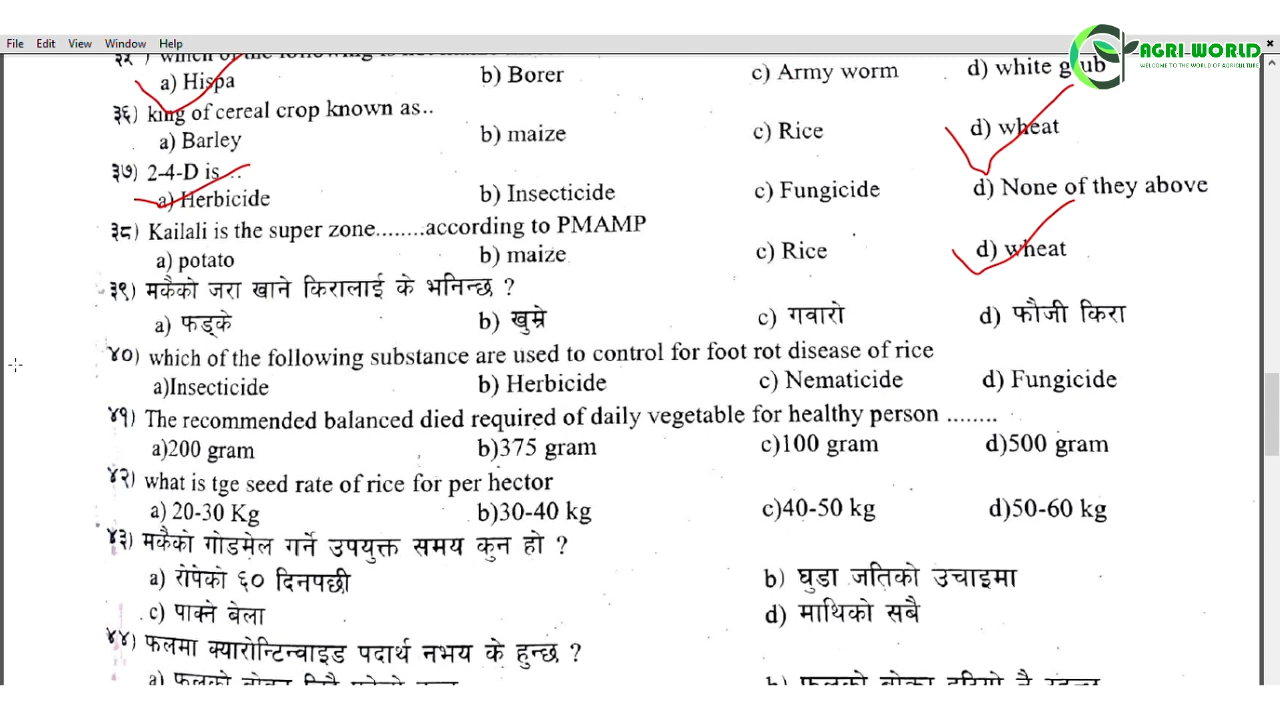 File Edit View Window Help
AGRI WORLD
WELCOME TO THE WORLD OF AGRICULTURE
a) Hispa b) Borer c) Army worm d) white grub
३६) king of cereal crop known as..
a) Barley b) maize c) Rice d) wheat
३७) 2-4-D is...
a) Herbicide b) Insecticide c) Fungicide d) None of they above
३८) Kailali is the super zone........according to PMAMP
a) potato b) maize c) Rice d) wheat
३९) मकैको जरा खाने किरालाई के भनिन्छ ?
a) फड्के b) खुम्रे c) गवारो d) फौजी किरा
४०) which of the following substance are used to control for foot rot disease of rice
a)Insecticide b) Herbicide c) Nematicide d) Fungicide
४१) The recommended balanced died required of daily vegetable for healthy person ........
a)200 gram b)375 gram c)100 gram d)500 gram
४२) what is tge seed rate of rice for per hector
a) 20-30 Kg b)30-40 kg c)40-50 kg d)50-60 kg
४३) मकैको गोडमेल गर्ने उपयुक्त समय कुन हो ?
a) रोपेको ६० दिनपछी b) घुडा जतिको उचाइमा
c) पाक्ने बेला d) माथिको सबै
४४) फलमा क्यारोन्टिन्वाइड पदार्थ नभय के हुन्छ ?